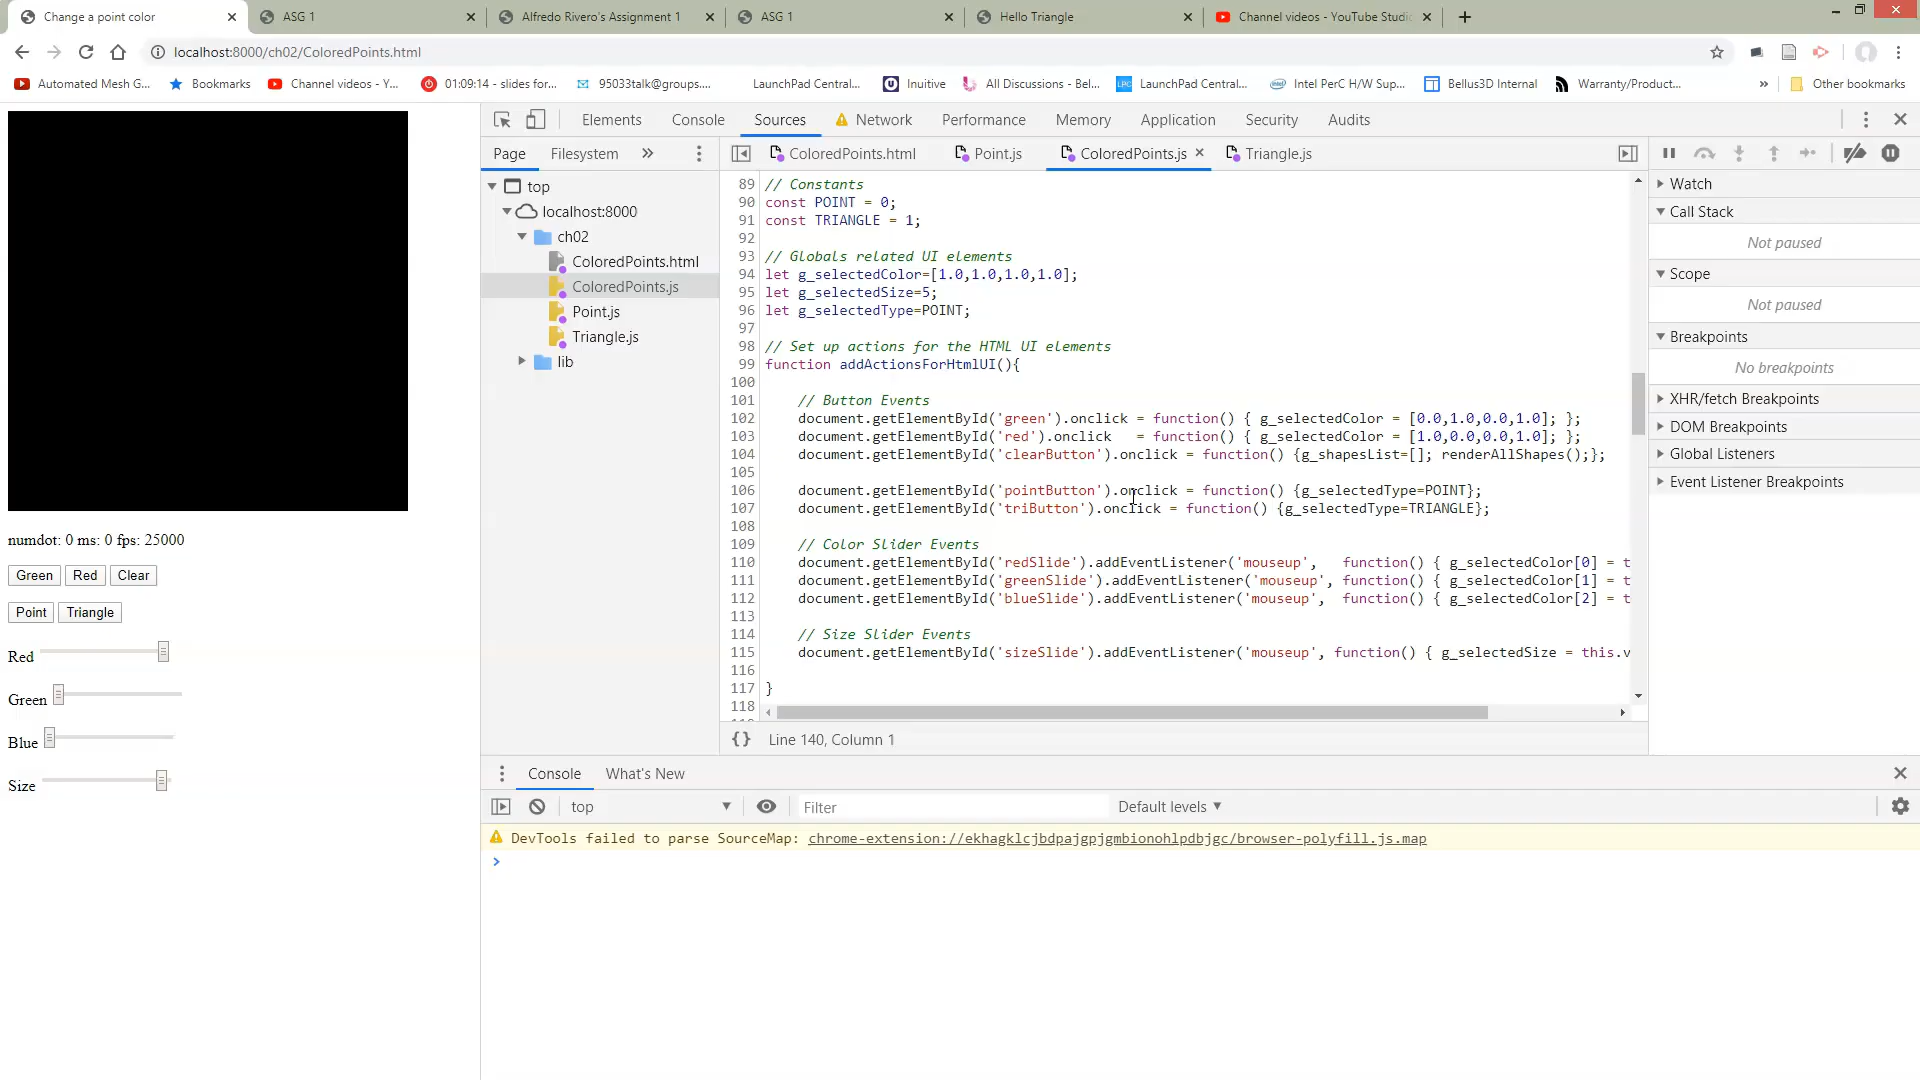 Change a point color
ASG 1
Alfredo Rivero's Assignment 1
ASG 1
Hello Triangle
Channel videos - YouTube Studi
localhost:8000/ch02/ColoredPoints.html
Automated Mesh G...
Bookmarks
Channel videos - Y...
01:09:14 - slides for...
95033talk@groups....
LaunchPad Central...
Inuitive
All Discussions - Bel...
LaunchPad Central...
Intel PerC H/W Sup...
Bellus3D Internal
Warranty/Product...
»
Other bookmarks
numdot: 0 ms: 0 fps: 25000
Green Red Clear
Point Triangle
Red
Green
Blue
Size
Elements Console Sources Network Performance Memory Application Security Audits
Page Filesystem »
top
localhost:8000
ch02
ColoredPoints.html
ColoredPoints.js
Point.js
Triangle.js
lib
ColoredPoints.html Point.js ColoredPoints.js Triangle.js
89 // Constants
90 const POINT = 0;
91 const TRIANGLE = 1;
92
93 // Globals related UI elements
94 let g_selectedColor=[1.0,1.0,1.0,1.0];
95 let g_selectedSize=5;
96 let g_selectedType=POINT;
97
98 // Set up actions for the HTML UI elements
99 function addActionsForHtmlUI(){
100
101 // Button Events
102 document.getElementById('green').onclick = function() { g_selectedColor = [0.0,1.0,0.0,1.0]; };
103 document.getElementById('red').onclick   = function() { g_selectedColor = [1.0,0.0,0.0,1.0]; };
104 document.getElementById('clearButton').onclick = function() {g_shapesList=[]; renderAllShapes();};
105
106 document.getElementById('pointButton').onclick = function() {g_selectedType=POINT};
107 document.getElementById('triButton').onclick = function() {g_selectedType=TRIANGLE};
108
109 // Color Slider Events
110 document.getElementById('redSlide').addEventListener('mouseup',   function() { g_selectedColor[0] = t
111 document.getElementById('greenSlide').addEventListener('mouseup', function() { g_selectedColor[1] = t
112 document.getElementById('blueSlide').addEventListener('mouseup',  function() { g_selectedColor[2] = t
113
114 // Size Slider Events
115 document.getElementById('sizeSlide').addEventListener('mouseup', function() { g_selectedSize = this.v
116
117 }
118
{} Line 140, Column 1
Watch
Call Stack
Not paused
Scope
Not paused
Breakpoints
No breakpoints
XHR/fetch Breakpoints
DOM Breakpoints
Global Listeners
Event Listener Breakpoints
Console What's New
top Filter Default levels
DevTools failed to parse SourceMap: chrome-extension://ekhagklcjbdpajgpjgmbionohlpdbjgc/browser-polyfill.js.map
>